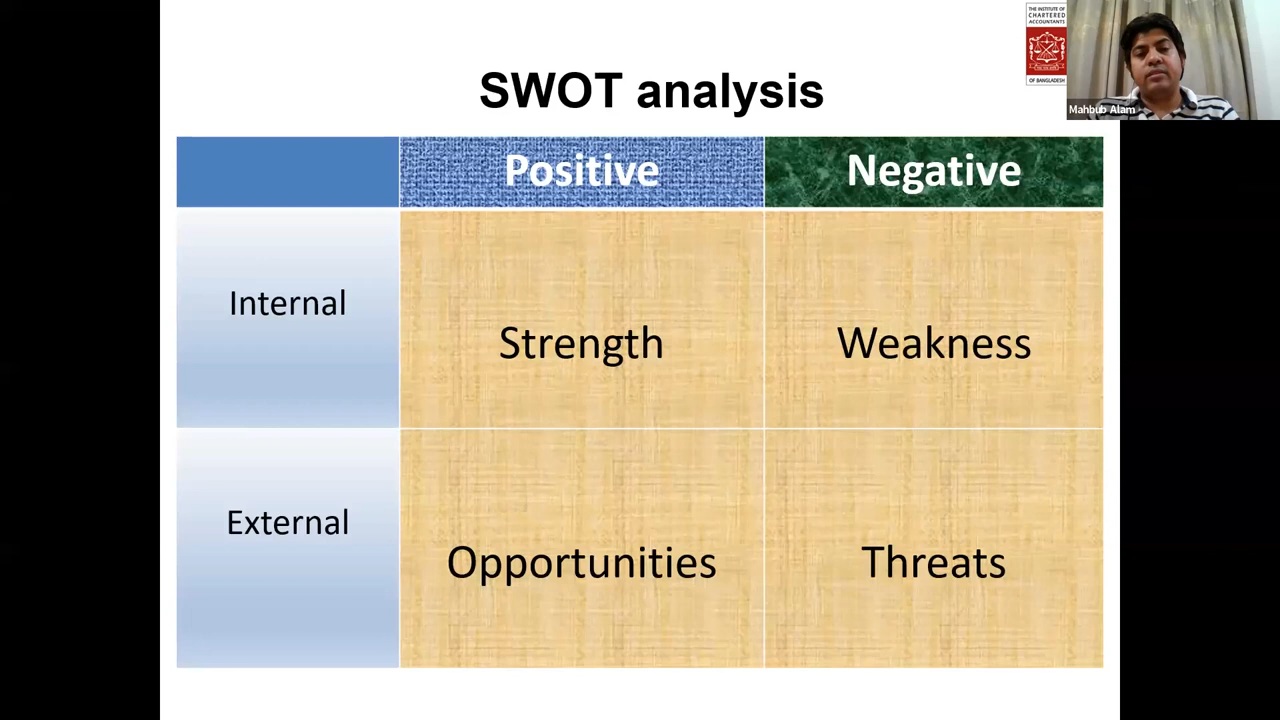 THE INSTITUTE OF
CHARTERED
ACCOUNTANTS
OF BANGLADESH
Mahbub Alam
SWOT analysis
Positive
Negative
Internal
Strength
Weakness
External
Opportunities
Threats